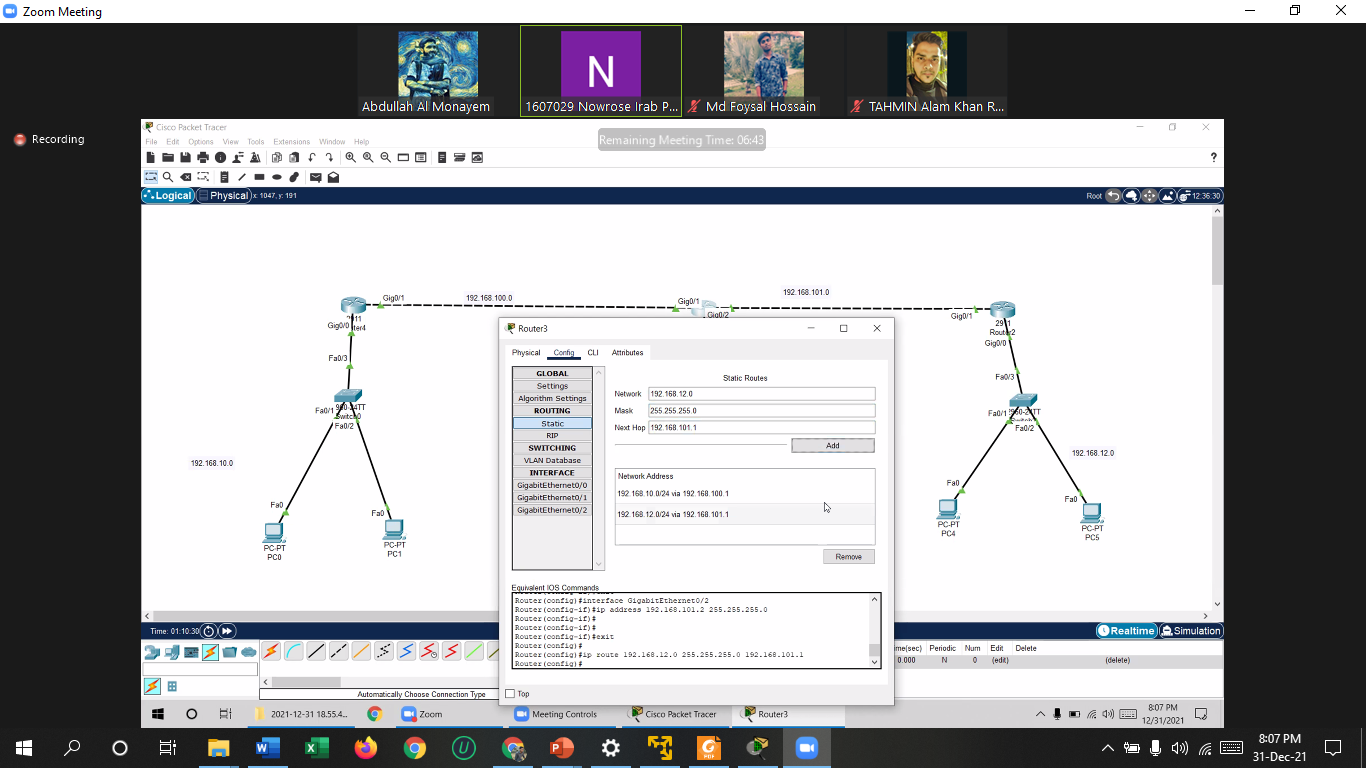 Zoom Meeting
Abdullah Al Monayem
1607029 Nowrose Irab P...
Md Foysal Hossain
TAHMIN Alam Khan R...
N
Recording
Cisco Packet Tracer
Remaining Meeting Time: 06:43
File Edit Options View Tools Extensions Window Help
?
Logical Physical x: 1047, y: 191
Root 12:36:30
192.168.100.0
192.168.101.0
Gig0/1
Gig0/1
Gig0/2
Gig0/1
Gig0/0
2911
Router2
Gig0/0
Fa0/3
Fa0/3
Fa0/1
Switch0
Fa0/2
Fa0/1
Fa0/2
192.168.10.0
192.168.12.0
Fa0
Fa0
Fa0
Fa0
PC-PT
PC0
PC-PT
PC1
PC-PT
PC4
PC-PT
PC5
Router3
Physical Config CLI Attributes
GLOBAL
Settings
Algorithm Settings
ROUTING
Static
RIP
SWITCHING
VLAN Database
INTERFACE
GigabitEthernet0/0
GigabitEthernet0/1
GigabitEthernet0/2
Static Routes
Network 192.168.12.0
Mask 255.255.255.0
Next Hop 192.168.101.1
Add
Network Address
192.168.10.0/24 via 192.168.100.1
192.168.12.0/24 via 192.168.101.1
Remove
Equivalent IOS Commands
Router(config)#interface GigabitEthernet0/2
Router(config-if)#ip address 192.168.101.2 255.255.255.0
Router(config-if)#
Router(config-if)#
Router(config-if)#exit
Router(config)#
Router(config)#ip route 192.168.12.0 255.255.255.0 192.168.101.1
Router(config)#
Top
Time: 01:10:30
Realtime Simulation
Periodic Num Edit Delete
0.000 N 0 (edit) (delete)
Automatically Choose Connection Type
2021-12-31 18.55.4...
Zoom
Meeting Controls
Cisco Packet Tracer
Router3
8:07 PM
12/31/2021
8:07 PM
31-Dec-21